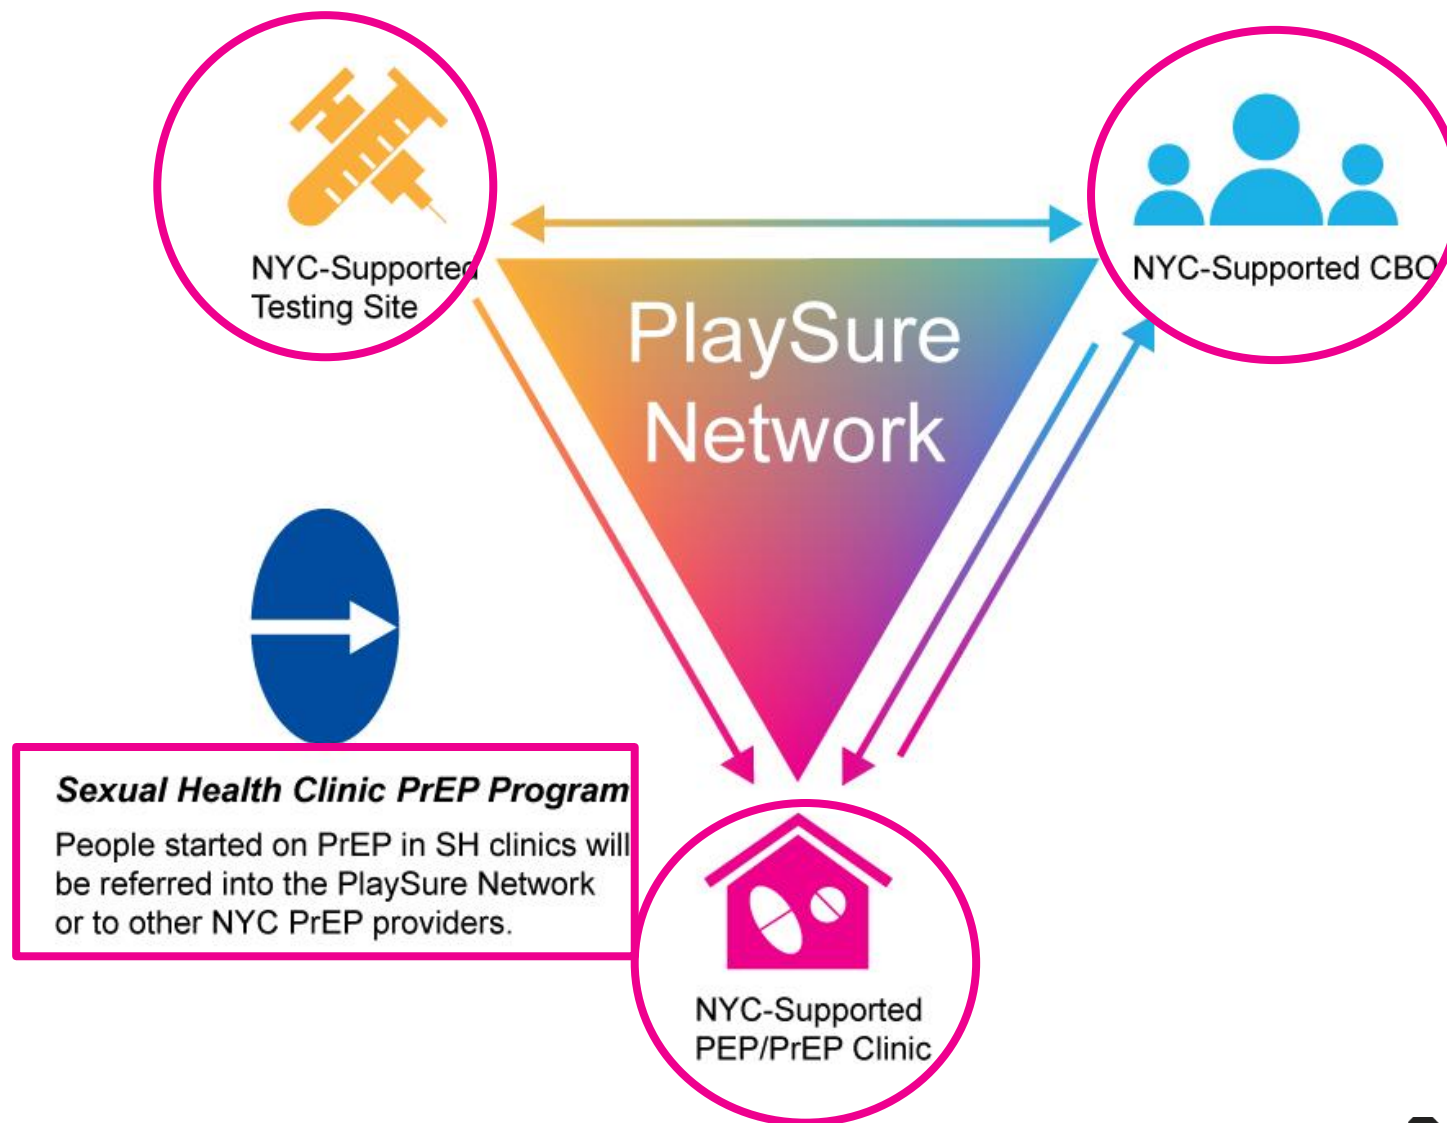 NYC-Supported
Testing Site
NYC-Supported CBO
PlaySure
Network
Sexual Health Clinic PrEP Program
People started on PrEP in SH clinics will
be referred into the PlaySure Network
or to other NYC PrEP providers.
NYC-Supported
PEP/PrEP Clinic